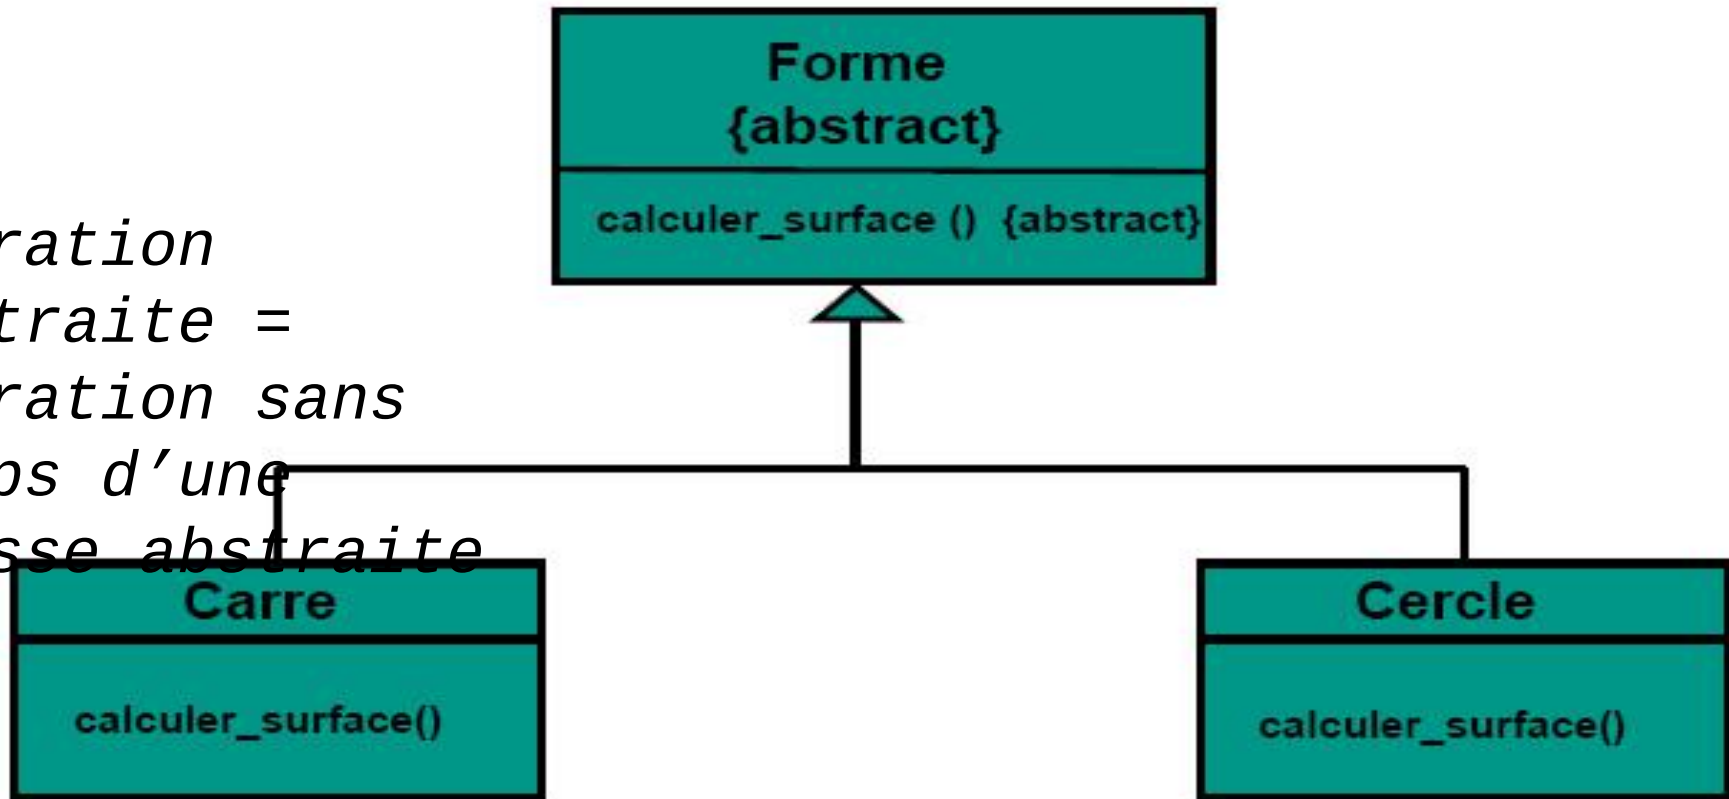 Forme
{abstract}
calculer_surface () {abstract}
ration
traite =
ration sans
ps d’une
sse abstraite
Carre
calculer_surface()
Cercle
calculer_surface()